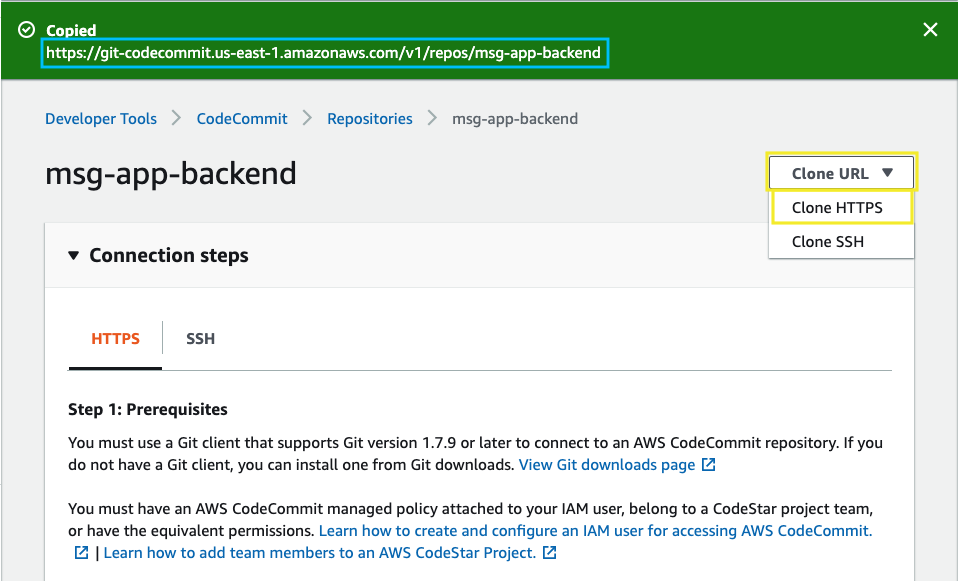 Copied
https://git-codecommit.us-east-1.amazonaws.com/v1/repos/msg-app-backend
Developer Tools > CodeCommit > Repositories > msg-app-backend
msg-app-backend
Clone URL ▼
Clone HTTPS
Clone SSH
▼ Connection steps
HTTPS
SSH
Step 1: Prerequisites
You must use a Git client that supports Git version 1.7.9 or later to connect to an AWS CodeCommit repository. If you
do not have a Git client, you can install one from Git downloads. View Git downloads page
You must have an AWS CodeCommit managed policy attached to your IAM user, belong to a CodeStar project team,
or have the equivalent permissions. Learn how to create and configure an IAM user for accessing AWS CodeCommit.
| Learn how to add team members to an AWS CodeStar Project.